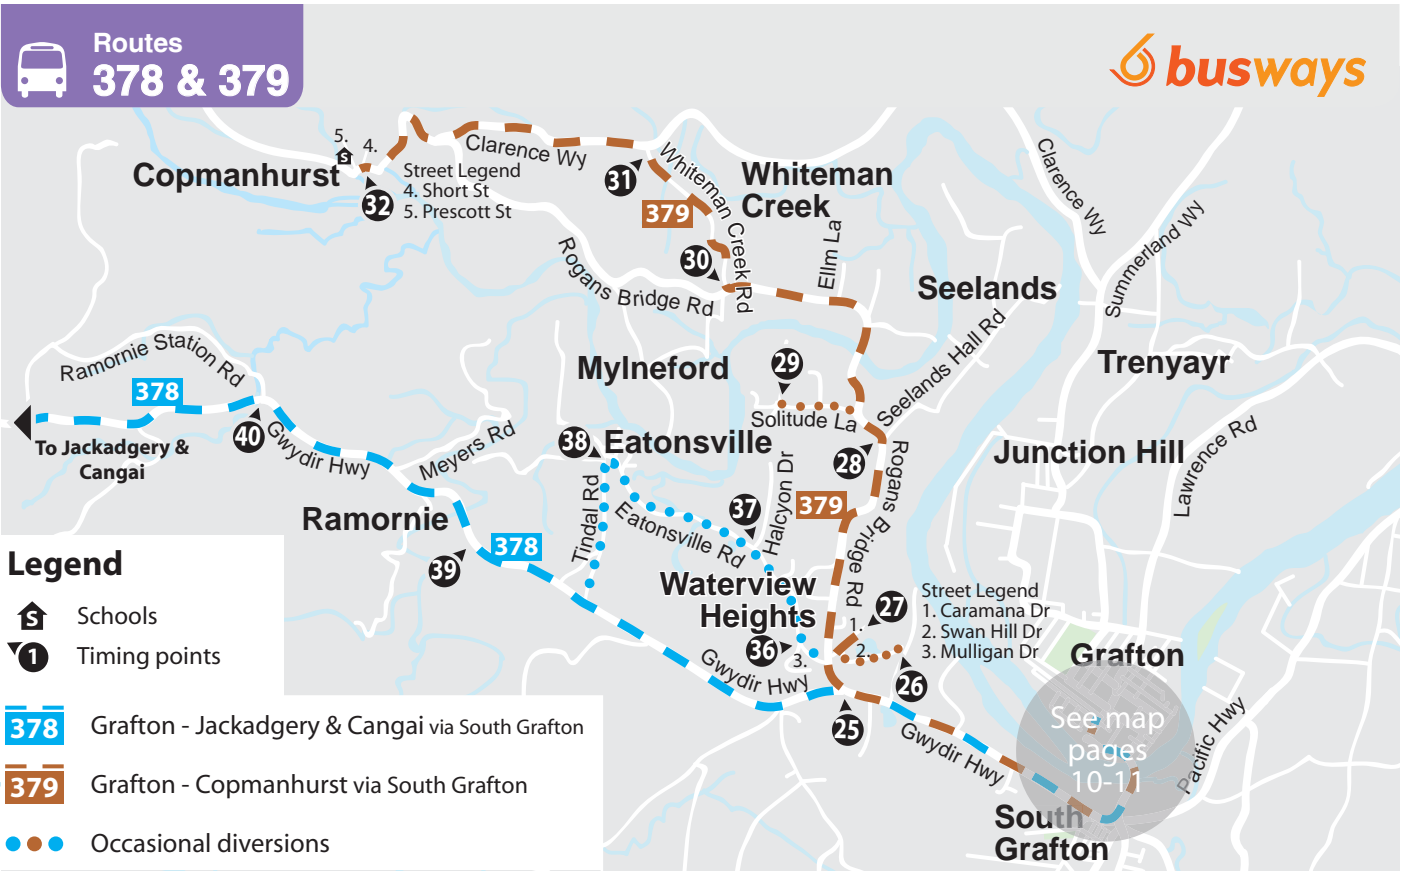 Routes
378 & 379
busways
Copmanhurst
5.
4.
S
32
Street Legend
4. Short St
5. Prescott St
Clarence Wy
31
Whiteman Creek Rd
379
30
Whiteman
Creek
Ellm La
Rogans Bridge Rd
Clarence Wy
Summerland Wy
Seelands
Seelands Hall Rd
Trenyayr
Ramornie Station Rd
378
To Jackadgery &
Cangai
40
Gwydir Hwy
Meyers Rd
Mylneford
29
Solitude La
28
Junction Hill
Lawrence Rd
38
Eatonsville
Ramornie
39
378
Tindal Rd
Eatonsville Rd
37
Halcyon Dr
379
Rogans Bridge Rd
Waterview
Heights
36
3.
1.
2.
27
26
25
Street Legend
1. Caramana Dr
2. Swan Hill Dr
3. Mulligan Dr
Grafton
Gwydir Hwy
Gwydir Hwy
See map
pages
10-11
Pacific Hwy
South
Grafton
Legend
S
Schools
1
Timing points
378
Grafton - Jackadgery & Cangai via South Grafton
379
Grafton - Copmanhurst via South Grafton
Occasional diversions